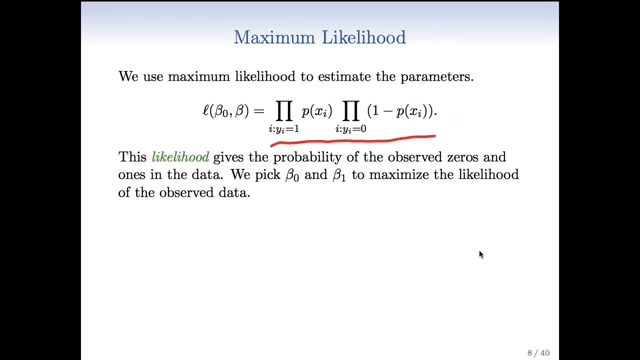 Maximum Likelihood
We use maximum likelihood to estimate the parameters.
ℓ(β₀, β) = ∏ p(xᵢ) ∏ (1 − p(xᵢ)).
i:yᵢ=1 i:yᵢ=0
This likelihood gives the probability of the observed zeros and
ones in the data. We pick β₀ and β₁ to maximize the likelihood
of the observed data.
8 / 40